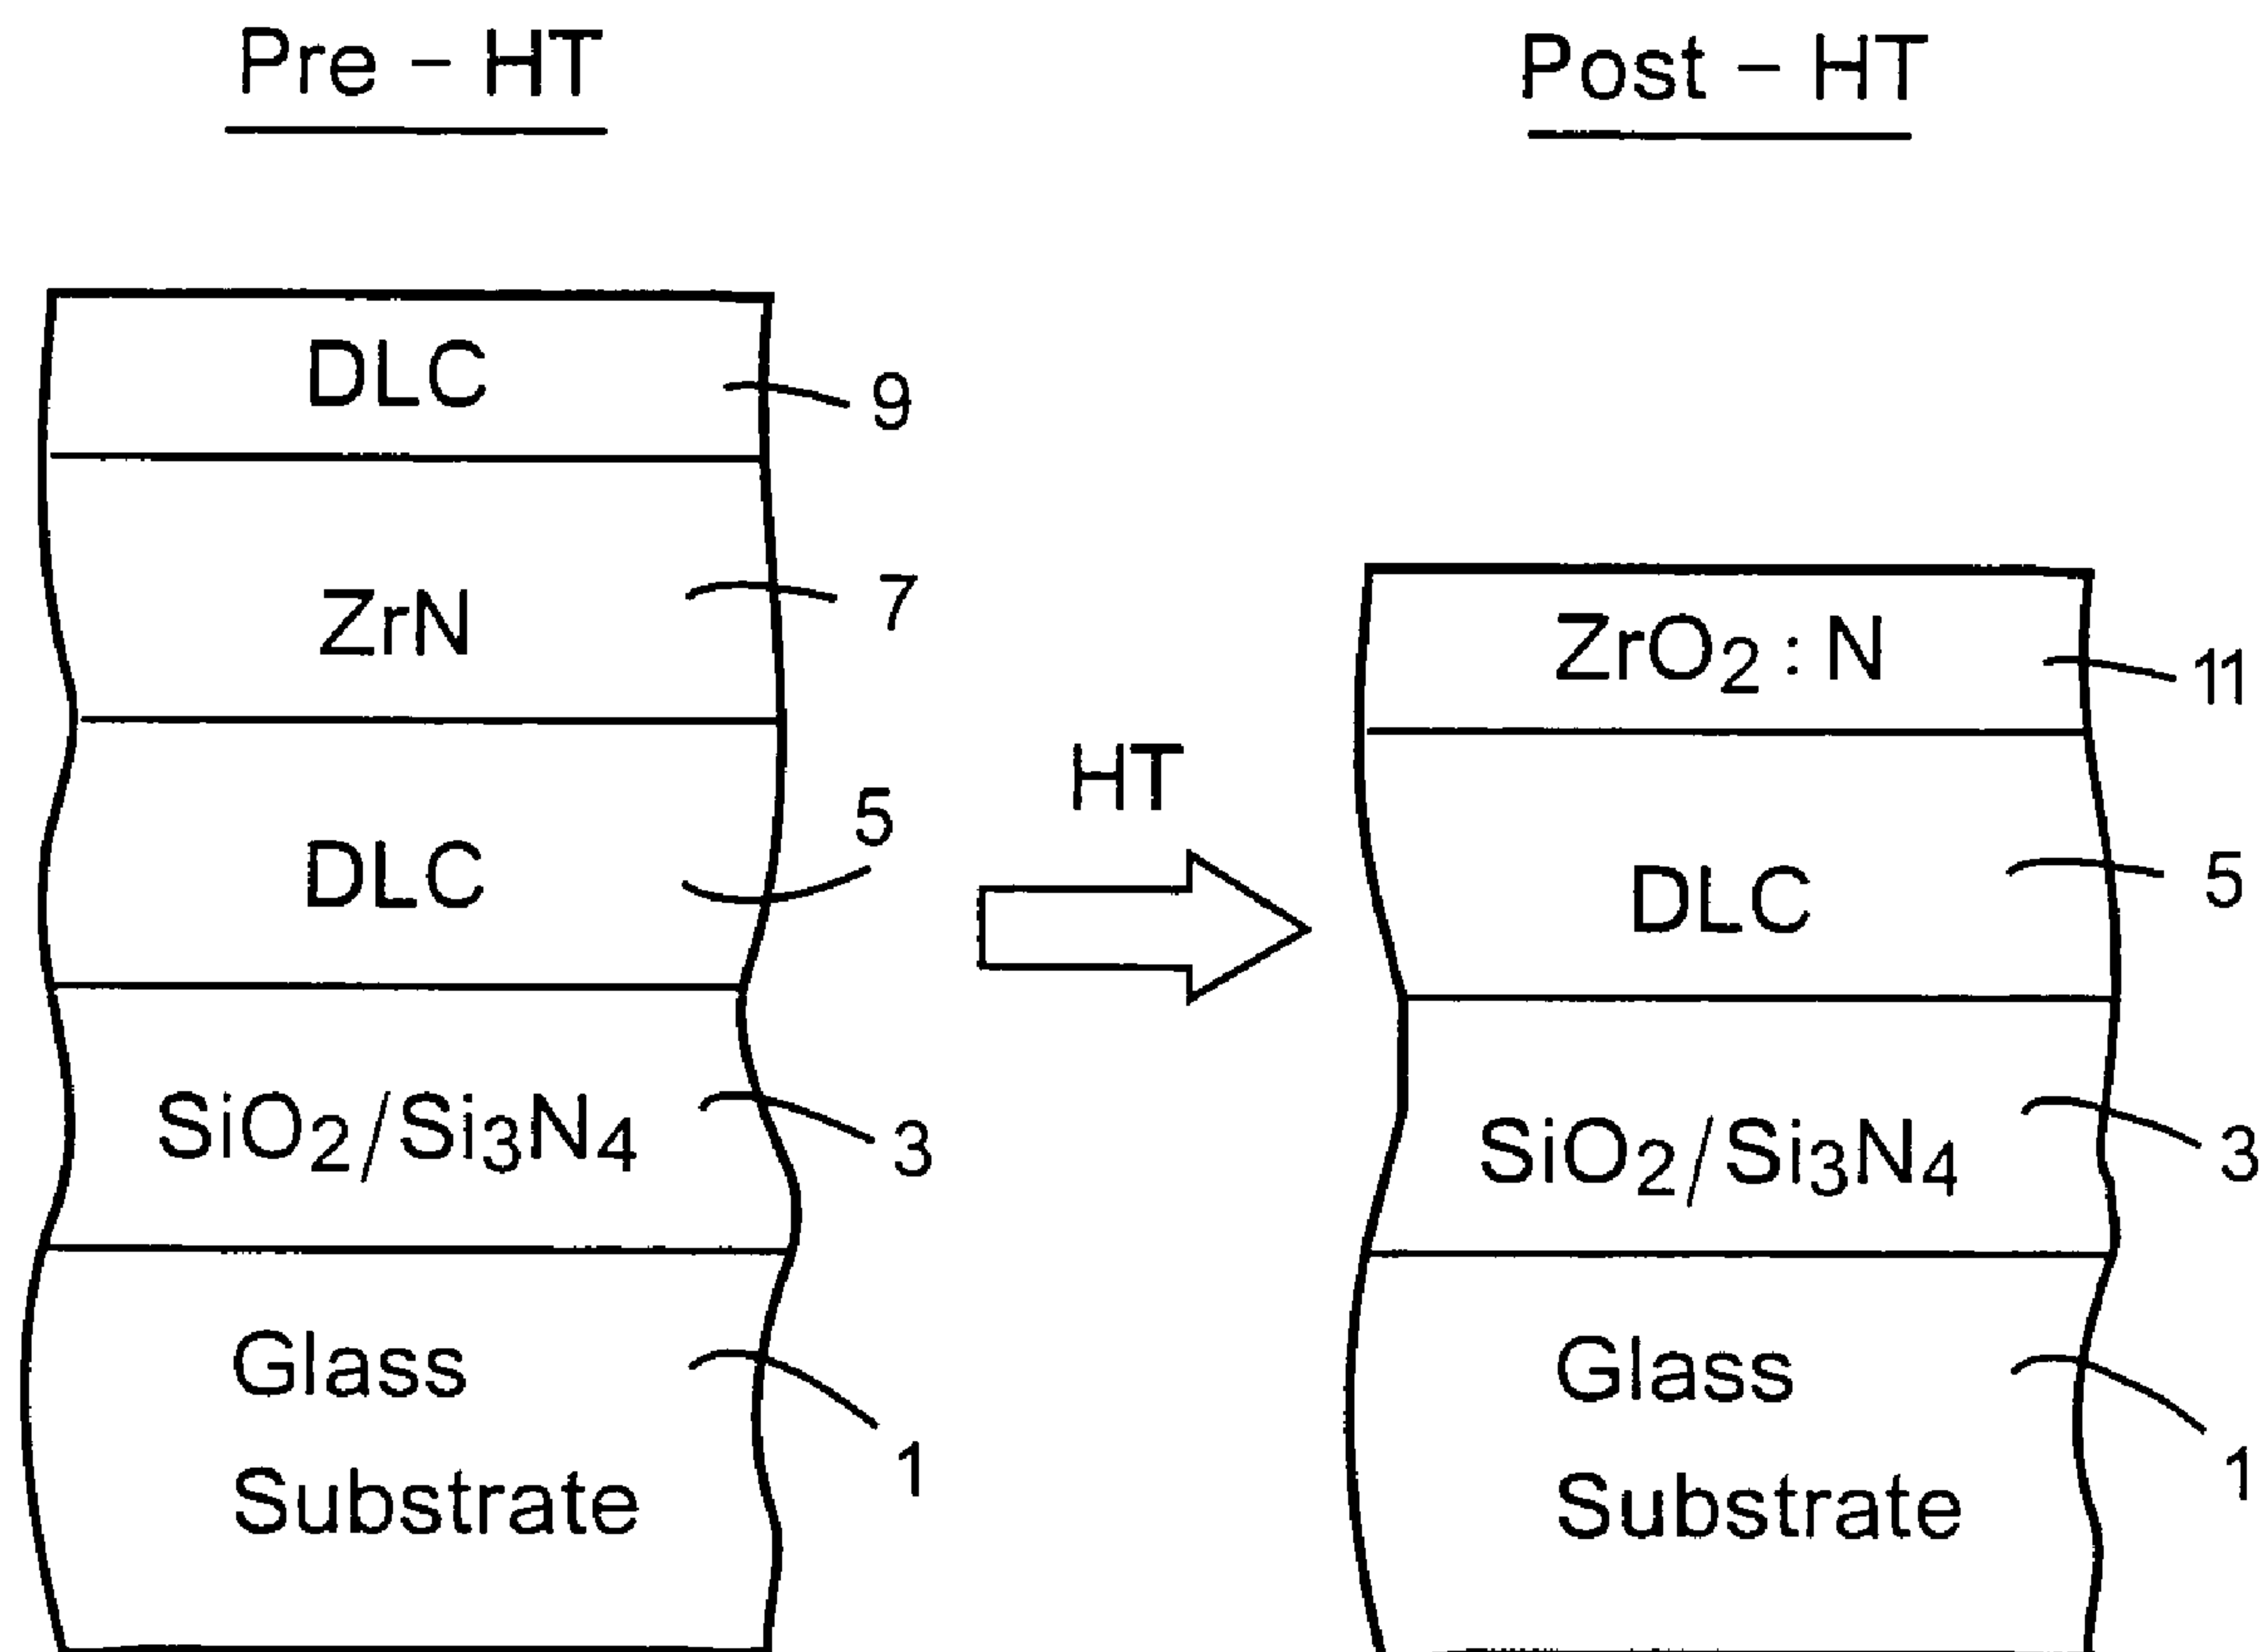 Pre – HT
DLC
9
ZrN
7
DLC
5
SiO2/Si3N4
3
Glass
Substrate
1
HT
Post – HT
ZrO2 : N
11
DLC
5
SiO2/Si3N4
3
Glass
Substrate
1